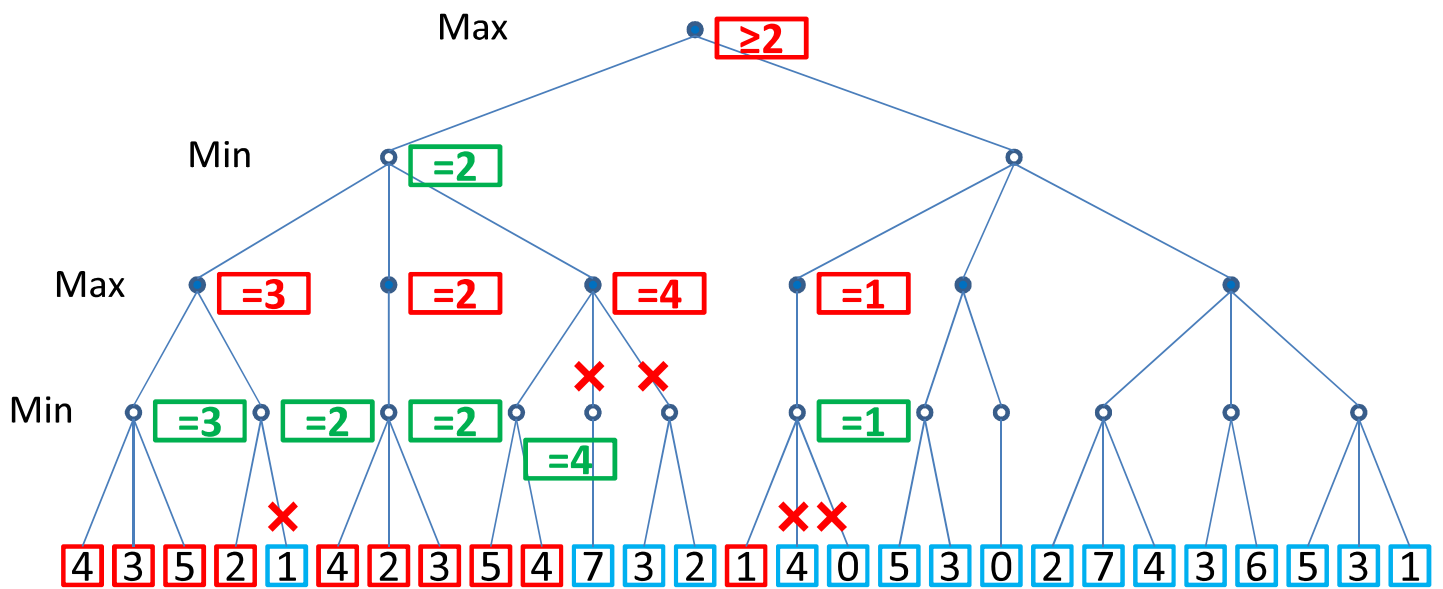 Max ≥2
Min =2
Max =3 =2 =4 =1
Min =3 =2 =2 =4 =1
4 3 5 2 1 4 2 3 5 4 7 3 2 1 4 0 5 3 0 2 7 4 3 6 5 3 1